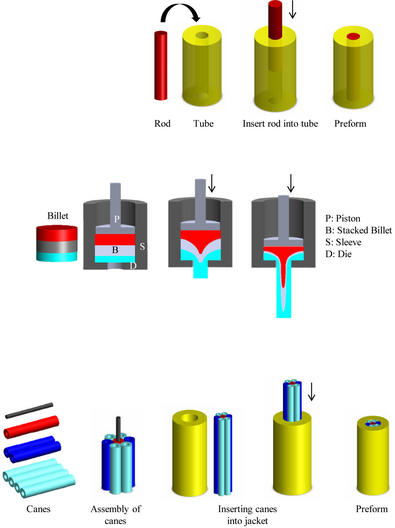 Rod Tube Insert rod into tube Preform
Billet
P
B
S
D
P: Piston
B: Stacked Billet
S: Sleeve
D: Die
Canes Assembly of canes Inserting canes into jacket Preform